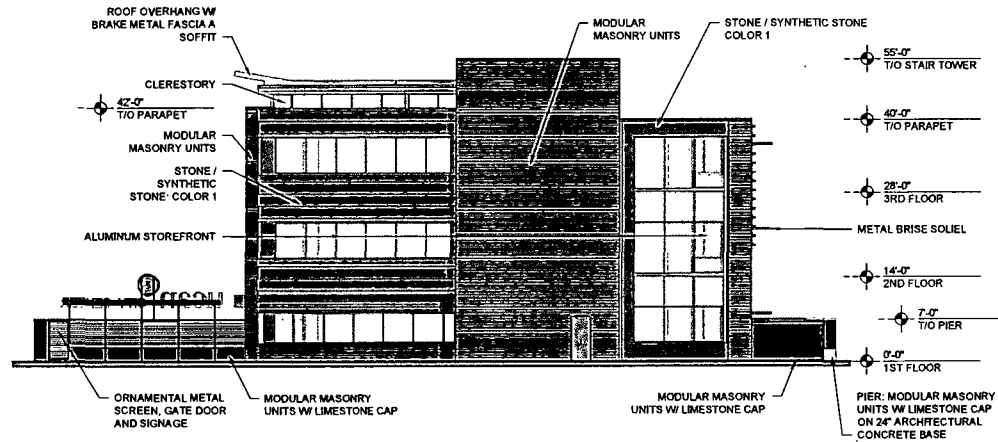 ROOF OVERHANG W/
BRAKE METAL FASCIA A
SOFFIT
CLERESTORY
42'-0"
T/O PARAPET
MODULAR
MASONRY UNITS
STONE /
SYNTHETIC
STONE· COLOR 1
ALUMINUM STOREFRONT
MODULAR
MASONRY UNITS
STONE / SYNTHETIC STONE
COLOR 1
55'-0"
T/O STAIR TOWER
40'-0"
T/O PARAPET
28'-0"
3RD FLOOR
METAL BRISE SOLIEL
14'-0"
2ND FLOOR
7'-0"
T/O PIER
0'-0"
1ST FLOOR
ORNAMENTAL METAL
SCREEN, GATE DOOR
AND SIGNAGE
MODULAR MASONRY
UNITS W/ LIMESTONE CAP
MODULAR MASONRY
UNITS W/ LIMESTONE CAP
PIER: MODULAR MASONRY
UNITS W/ LIMESTONE CAP
ON 24" ARCHITECTURAL
CONCRETE BASE